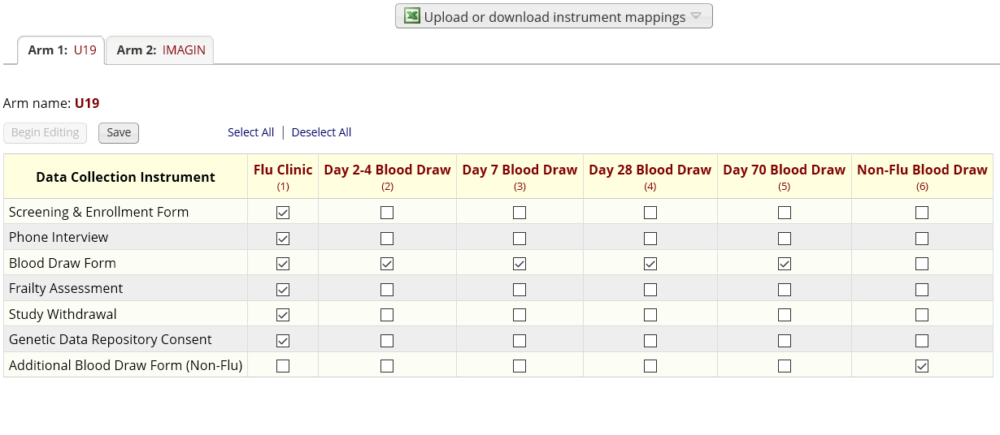 Upload or download instrument mappings
Arm 1: U19 Arm 2: IMAGIN
Arm name: U19
Begin Editing Save Select All | Deselect All
Data Collection Instrument Flu Clinic Day 2-4 Blood Draw Day 7 Blood Draw Day 28 Blood Draw Day 70 Blood Draw Non-Flu Blood Draw
(1) (2) (3) (4) (5) (6)
Screening & Enrollment Form
Phone Interview
Blood Draw Form
Frailty Assessment
Study Withdrawal
Genetic Data Repository Consent
Additional Blood Draw Form (Non-Flu)